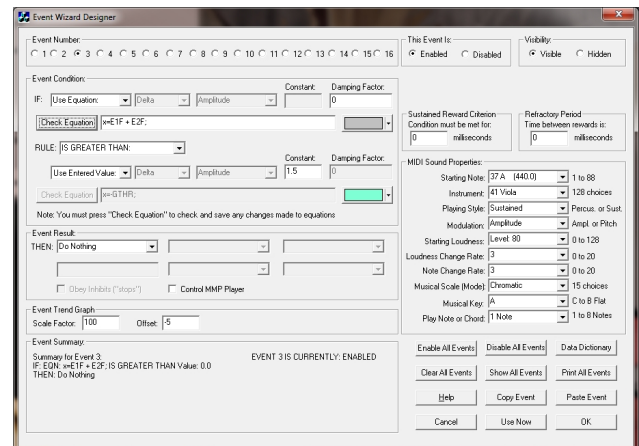 Event Wizard Designer
Event Number:
1 2 3 4 5 6 7 8 9 10 11 12 13 14 15 16
This Event Is:
Enabled Disabled
Visibility:
Visible Hidden
Event Condition:
Constant: Damping Factor:
IF: Use Equation: Delta Amplitude 0
Check Equation x=E1F + E2F;
RULE: IS GREATER THAN:
Constant: Damping Factor:
Use Entered Value: Delta Amplitude 1.5 0
Check Equation x=-GTHR;
Note: You must press "Check Equation" to check and save any changes made to equations
Event Result:
THEN: Do Nothing
Obey Inhibits ("stops") Control MMP Player
Event Trend Graph
Scale Factor: 100 Offset: -5
Event Summary:
Summary for Event 3: EVENT 3 IS CURRENTLY: ENABLED
IF: EQN: x=E1F + E2F; IS GREATER THAN Value: 0.0
THEN: Do Nothing
Sustained Reward Criterion
Condition must be met for:
0 milliseconds
Refractory Period
Time between rewards is:
0 milliseconds
MIDI Sound Properties:
Starting Note: 37 A (440.0) 1 to 88
Instrument: 41 Viola 128 choices
Playing Style: Sustained Percus. or Sust.
Modulation: Amplitude Ampl. or Pitch
Starting Loudness: Level: 80 0 to 128
Loudness Change Rate: 3 0 to 20
Note Change Rate: 3 0 to 20
Musical Scale (Mode): Chromatic 15 choices
Musical Key: A C to B Flat
Play Note or Chord: 1 Note 1 to 8 Notes
Enable All Events Disable All Events Data Dictionary
Clear All Events Show All Events Print All Events
Help Copy Event Paste Event
Cancel Use Now OK